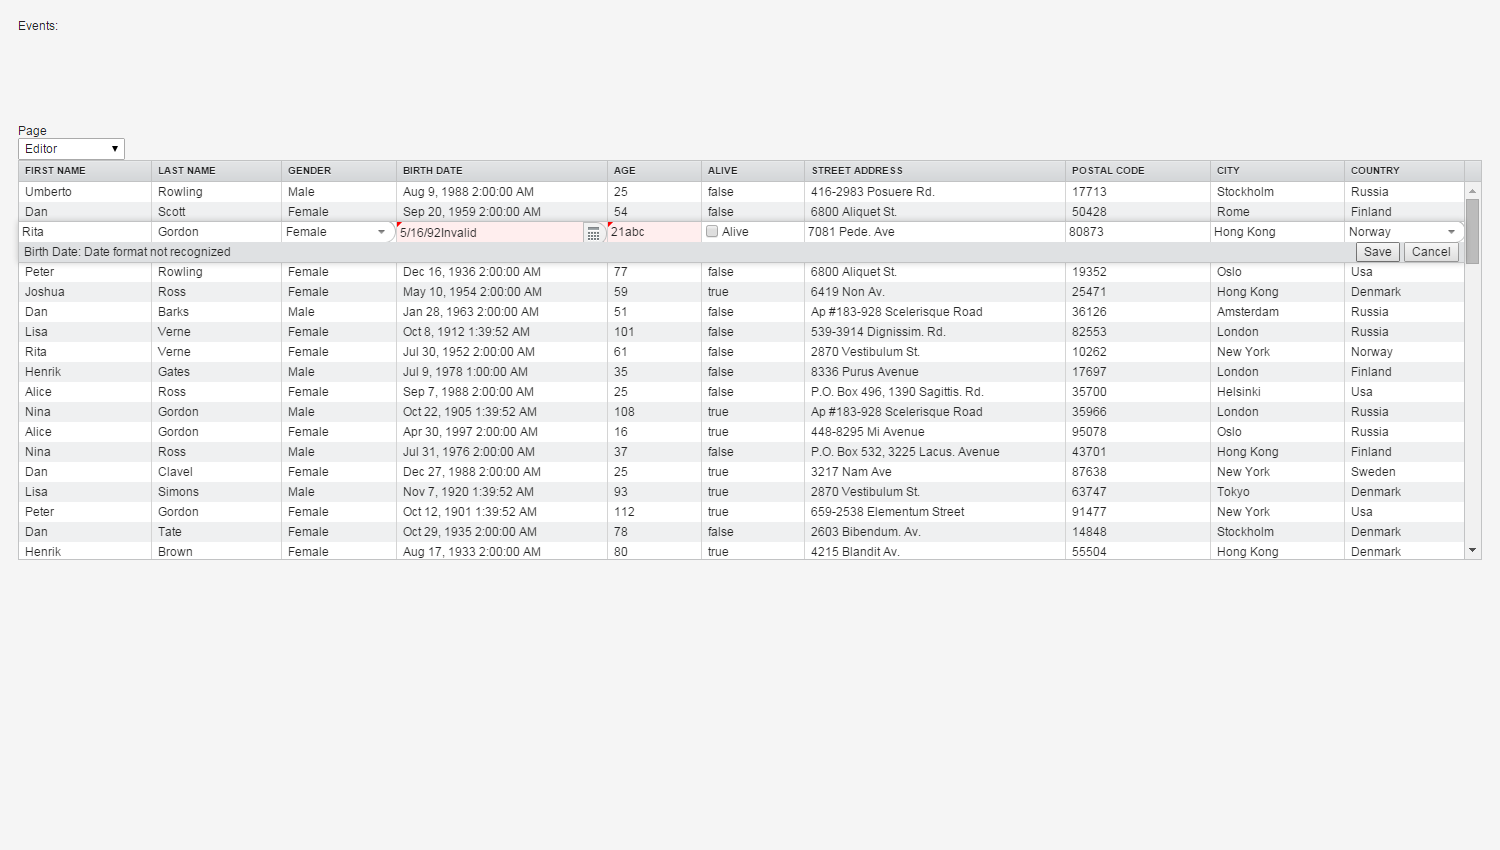 Events:
Page
Editor
FIRST NAME LAST NAME GENDER BIRTH DATE AGE ALIVE STREET ADDRESS POSTAL CODE CITY COUNTRY
Umberto Rowling Male Aug 9, 1988 2:00:00 AM 25 false 416-2983 Posuere Rd. 17713 Stockholm Russia
Dan Scott Female Sep 20, 1959 2:00:00 AM 54 false 6800 Aliquet St. 50428 Rome Finland
Rita Gordon Female 5/16/92Invalid 21abc Alive 7081 Pede. Ave 80873 Hong Kong Norway
Birth Date: Date format not recognized Save Cancel
Peter Rowling Female Dec 16, 1936 2:00:00 AM 77 false 6800 Aliquet St. 19352 Oslo Usa
Joshua Ross Female May 10, 1954 2:00:00 AM 59 true 6419 Non Av. 25471 Hong Kong Denmark
Dan Barks Male Jan 28, 1963 2:00:00 AM 51 false Ap #183-928 Scelerisque Road 36126 Amsterdam Russia
Lisa Verne Female Oct 8, 1912 1:39:52 AM 101 false 539-3914 Dignissim. Rd. 82553 London Russia
Rita Verne Female Jul 30, 1952 2:00:00 AM 61 false 2870 Vestibulum St. 10262 New York Norway
Henrik Gates Male Jul 9, 1978 1:00:00 AM 35 false 8336 Purus Avenue 17697 London Finland
Alice Ross Female Sep 7, 1988 2:00:00 AM 25 false P.O. Box 496, 1390 Sagittis. Rd. 35700 Helsinki Usa
Nina Gordon Male Oct 22, 1905 1:39:52 AM 108 true Ap #183-928 Scelerisque Road 35966 London Russia
Alice Gordon Female Apr 30, 1997 2:00:00 AM 16 true 448-8295 Mi Avenue 95078 Oslo Russia
Nina Ross Male Jul 31, 1976 2:00:00 AM 37 false P.O. Box 532, 3225 Lacus. Avenue 43701 Hong Kong Finland
Dan Clavel Female Dec 27, 1988 2:00:00 AM 25 true 3217 Nam Ave 87638 New York Sweden
Lisa Simons Male Nov 7, 1920 1:39:52 AM 93 true 2870 Vestibulum St. 63747 Tokyo Denmark
Peter Gordon Female Oct 12, 1901 1:39:52 AM 112 true 659-2538 Elementum Street 91477 New York Usa
Dan Tate Female Oct 29, 1935 2:00:00 AM 78 false 2603 Bibendum. Av. 14848 Stockholm Denmark
Henrik Brown Female Aug 17, 1933 2:00:00 AM 80 true 4215 Blandit Av. 55504 Hong Kong Denmark